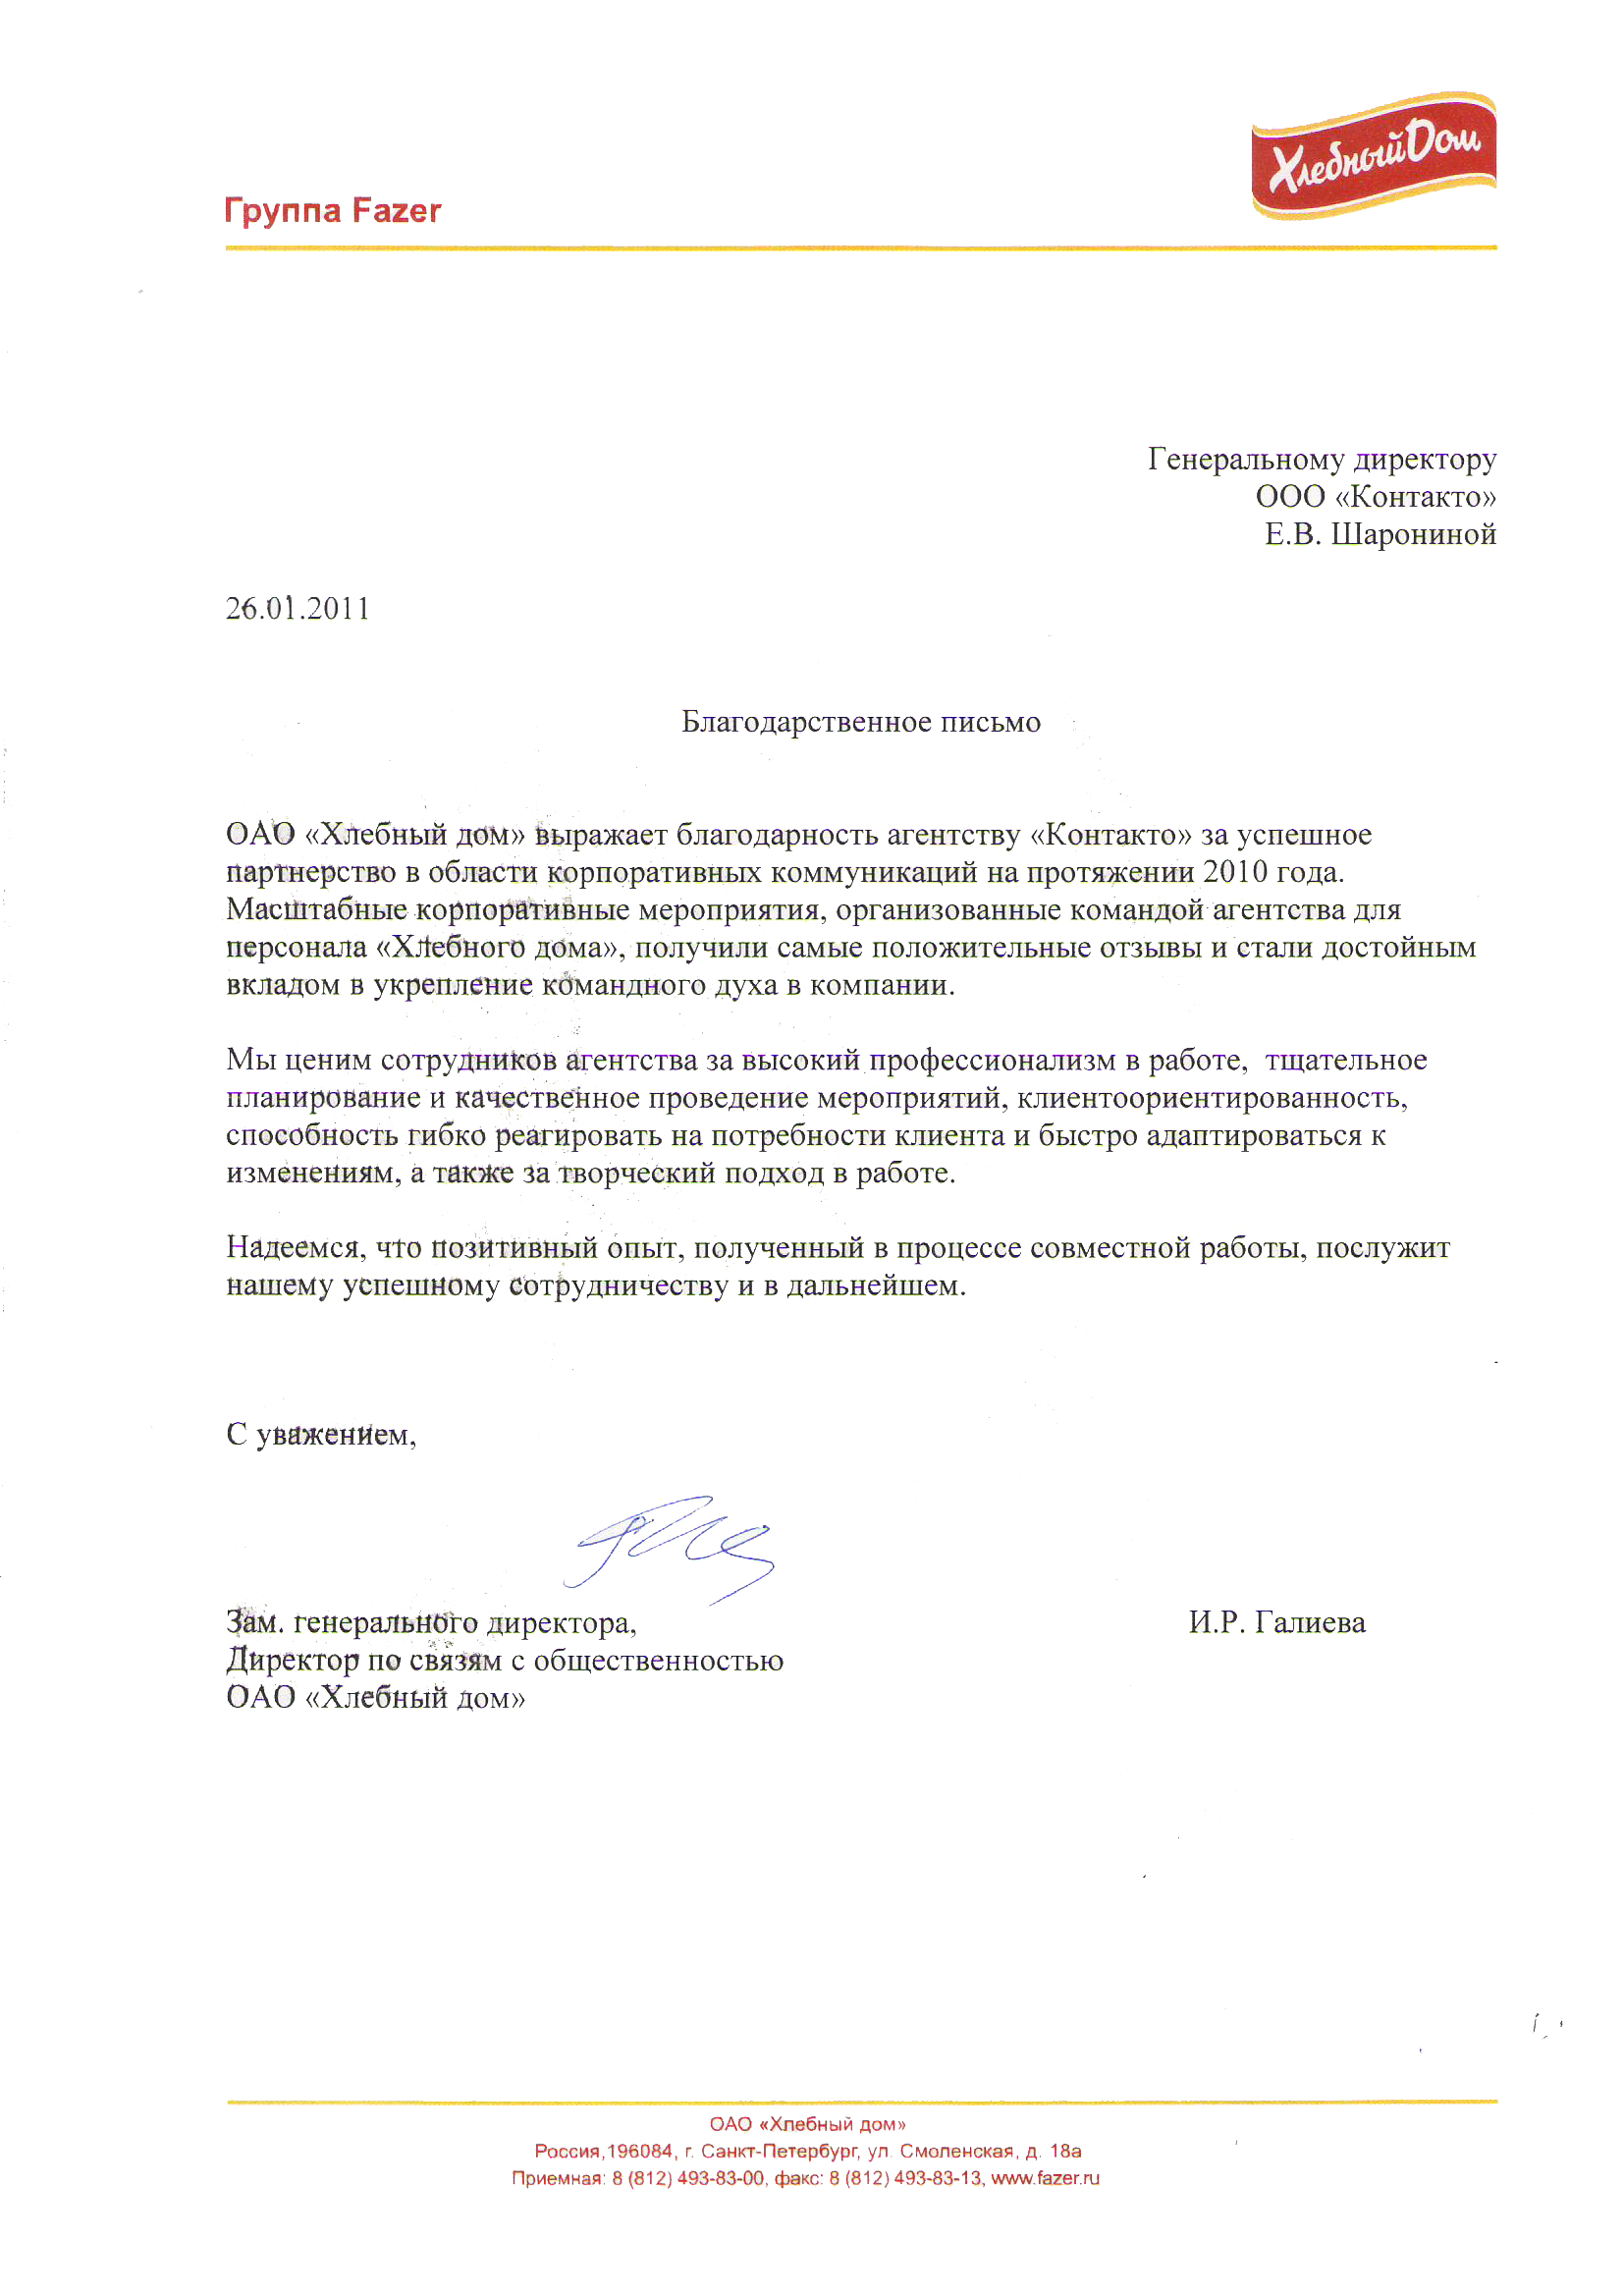 Группа Fazer
Хлебный Дом
Генеральному директору
ООО «Контакто»
Е.В. Шарониной
26.01.2011
Благодарственное письмо
ОАО «Хлебный дом» выражает благодарность агентству «Контакто» за успешное
партнерство в области корпоративных коммуникаций на протяжении 2010 года.
Масштабные корпоративные мероприятия, организованные командой агентства для
персонала «Хлебного дома», получили самые положительные отзывы и стали достойным
вкладом в укрепление командного духа в компании.
Мы ценим сотрудников агентства за высокий профессионализм в работе, тщательное
планирование и качественное проведение мероприятий, клиентоориентированность,
способность гибко реагировать на потребности клиента и быстро адаптироваться к
изменениям, а также за творческий подход в работе.
Надеемся, что позитивный опыт, полученный в процессе совместной работы, послужит
нашему успешному сотрудничеству и в дальнейшем.
С уважением,
Зам. генерального директора, И.Р. Галиева
Директор по связям с общественностью
ОАО «Хлебный дом»
ОАО «Хлебный дом»
Россия,196084, г. Санкт-Петербург, ул. Смоленская, д. 18а
Приемная: 8 (812) 493-83-00, факс: 8 (812) 493-83-13, www.fazer.ru